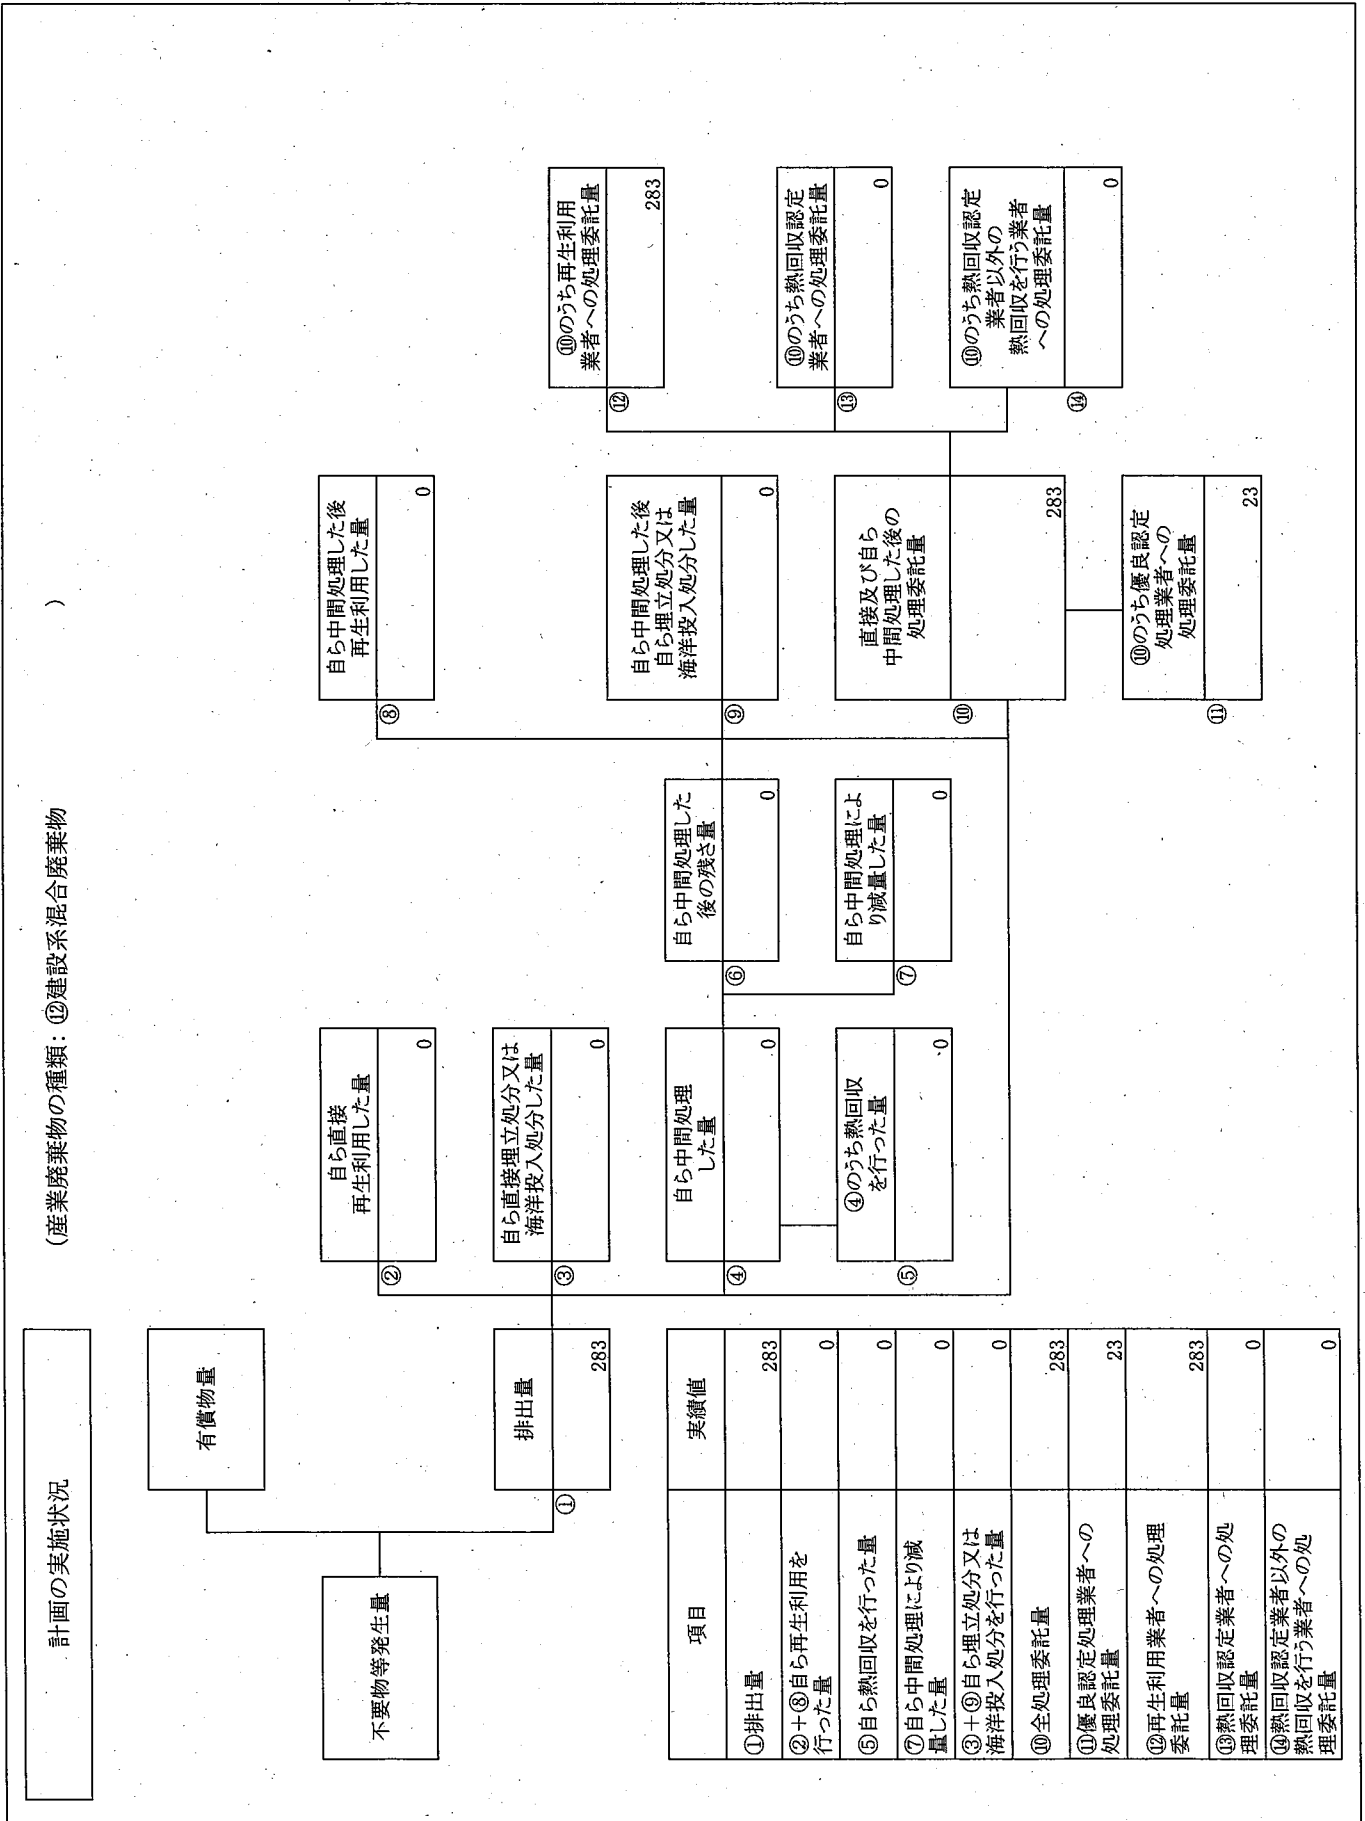 計画の実施状況
(産業廃棄物の種類：⑫建設系混合廃棄物 )
不要物等発生量
有償物量
①
排出量
283
②
自ら直接
再生利用した量
0
③
自ら直接埋立処分又は
海洋投入処分した量
0
④
自ら中間処理
した量
0
⑤
④のうち熱回収
を行った量
0
⑥
自ら中間処理した
後の残さ量
0
⑦
自ら中間処理によ
り減量した量
0
⑧
自ら中間処理した後
再生利用した量
0
⑨
自ら中間処理した後
自ら埋立処分又は
海洋投入処分した量
0
⑩
直接及び自ら
中間処理した後の
処理委託量
283
⑪
⑩のうち優良認定
処理業者への
処理委託量
23
⑫
⑩のうち再生利用
業者への処理委託量
283
⑬
⑩のうち熱回収認定
業者への処理委託量
0
⑭
⑩のうち熱回収認定
業者以外の
熱回収を行う業者
への処理委託量
0
項目 実績値
①排出量 283
②＋⑧自ら再生利用を
行った量 0
⑤自ら熱回収を行った量 0
⑦自ら中間処理により減
量した量 0
③＋⑨自ら埋立処分又は
海洋投入処分を行った量 0
⑩全処理委託量 283
⑪優良認定処理業者への
処理委託量 23
⑫再生利用業者への処理
委託量 283
⑬熱回収認定業者への処
理委託量 0
⑭熱回収認定業者以外の
熱回収を行う業者への処
理委託量 0